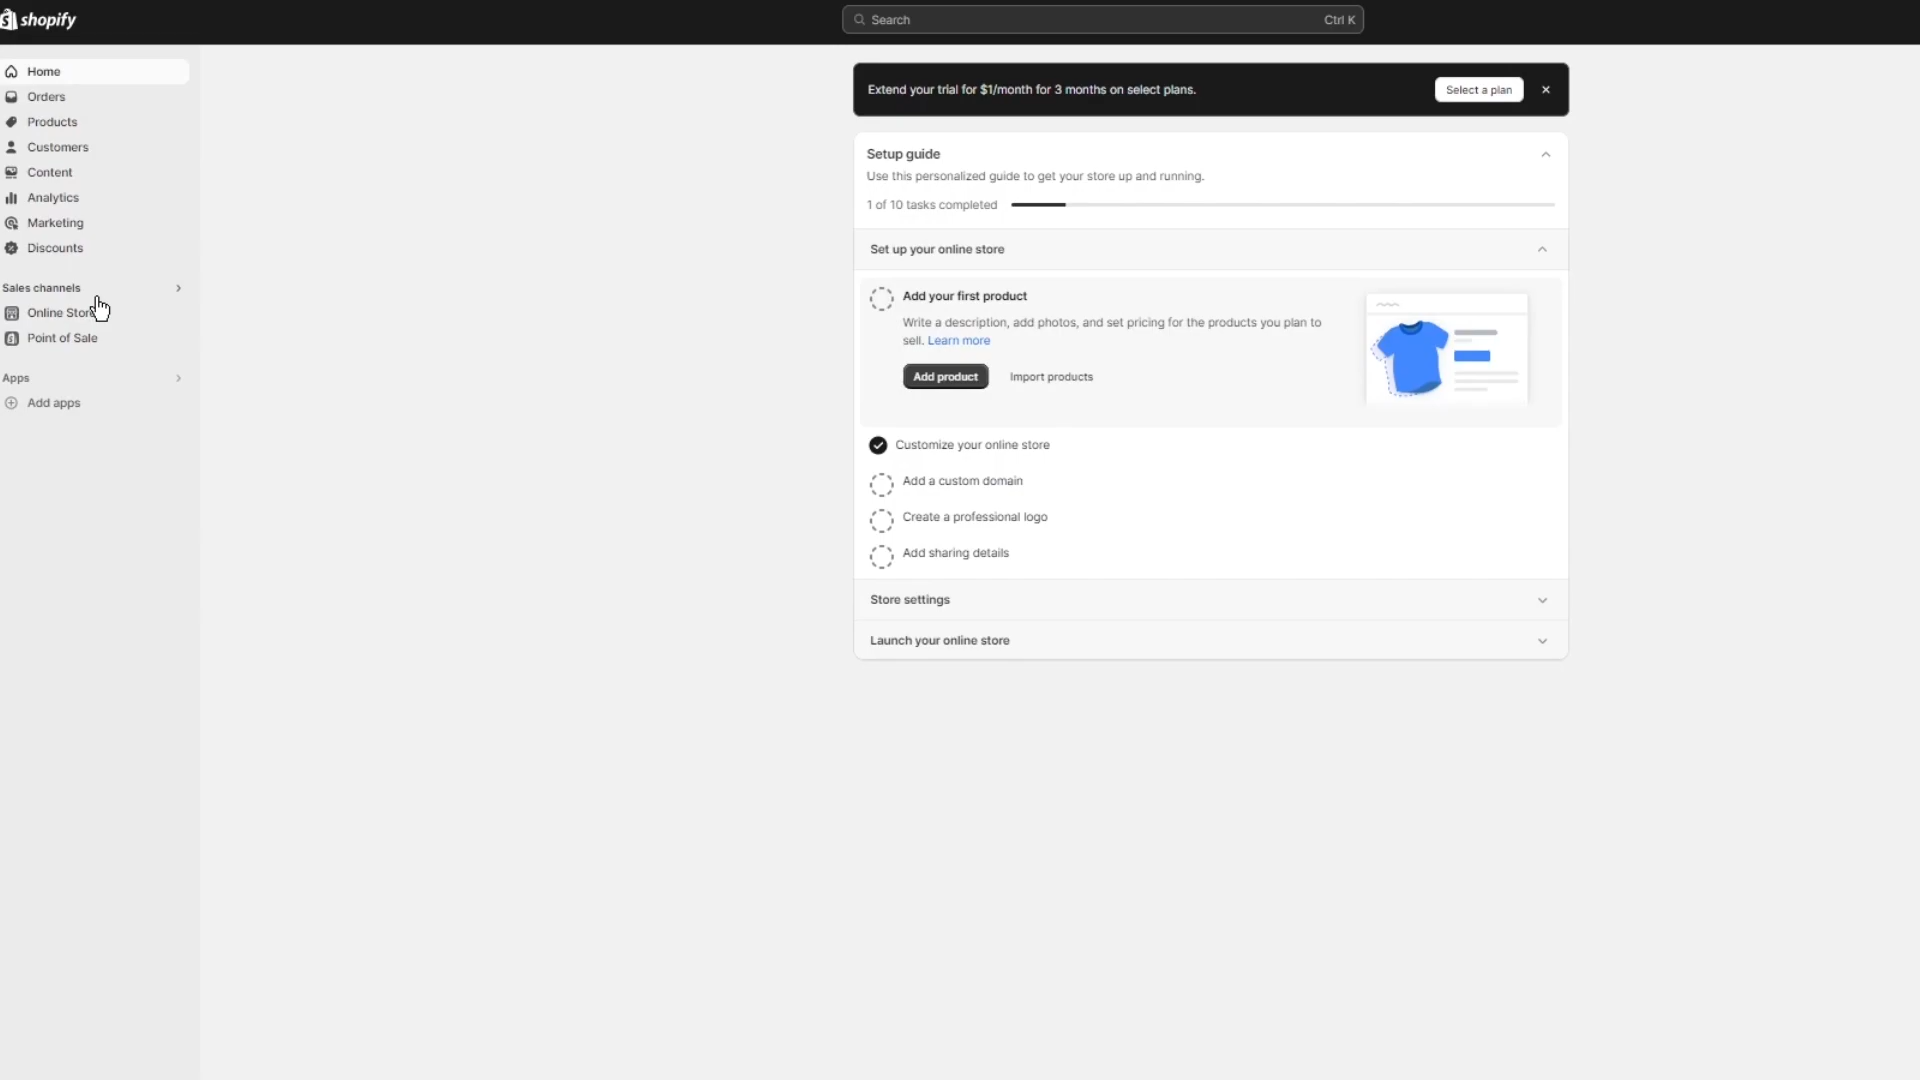 shopify
Search
Ctrl K
Home
Orders
Products
Customers
Content
Analytics
Marketing
Discounts
Sales channels
Online Store
Point of Sale
Apps
Add apps
Extend your trial for $1/month for 3 months on select plans.
Select a plan
Setup guide
Use this personalized guide to get your store up and running.
1 of 10 tasks completed
Set up your online store
Add your first product
Write a description, add photos, and set pricing for the products you plan to
sell. Learn more
Add product
Import products
Customize your online store
Add a custom domain
Create a professional logo
Add sharing details
Store settings
Launch your online store